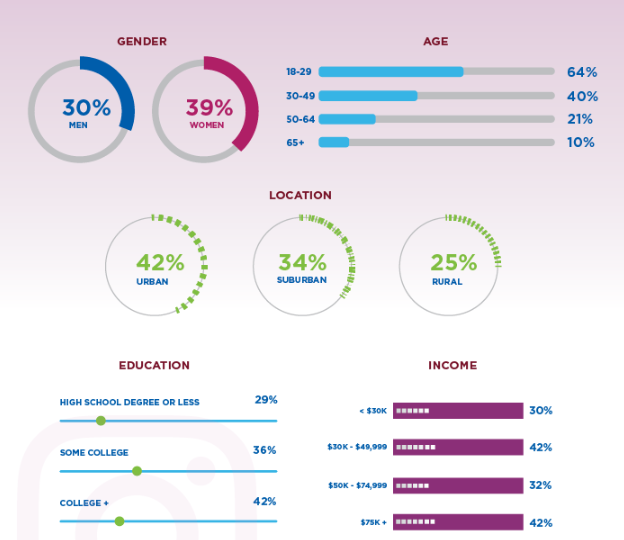 GENDER
30%
MEN
39%
WOMEN
AGE
18-29 64%
30-49 40%
50-64 21%
65+ 10%
LOCATION
42%
URBAN
34%
SUBURBAN
25%
RURAL
EDUCATION
HIGH SCHOOL DEGREE OR LESS 29%
SOME COLLEGE 36%
COLLEGE + 42%
INCOME
< $30K 30%
$30K - $49,999 42%
$50K - $74,999 32%
$75K + 42%